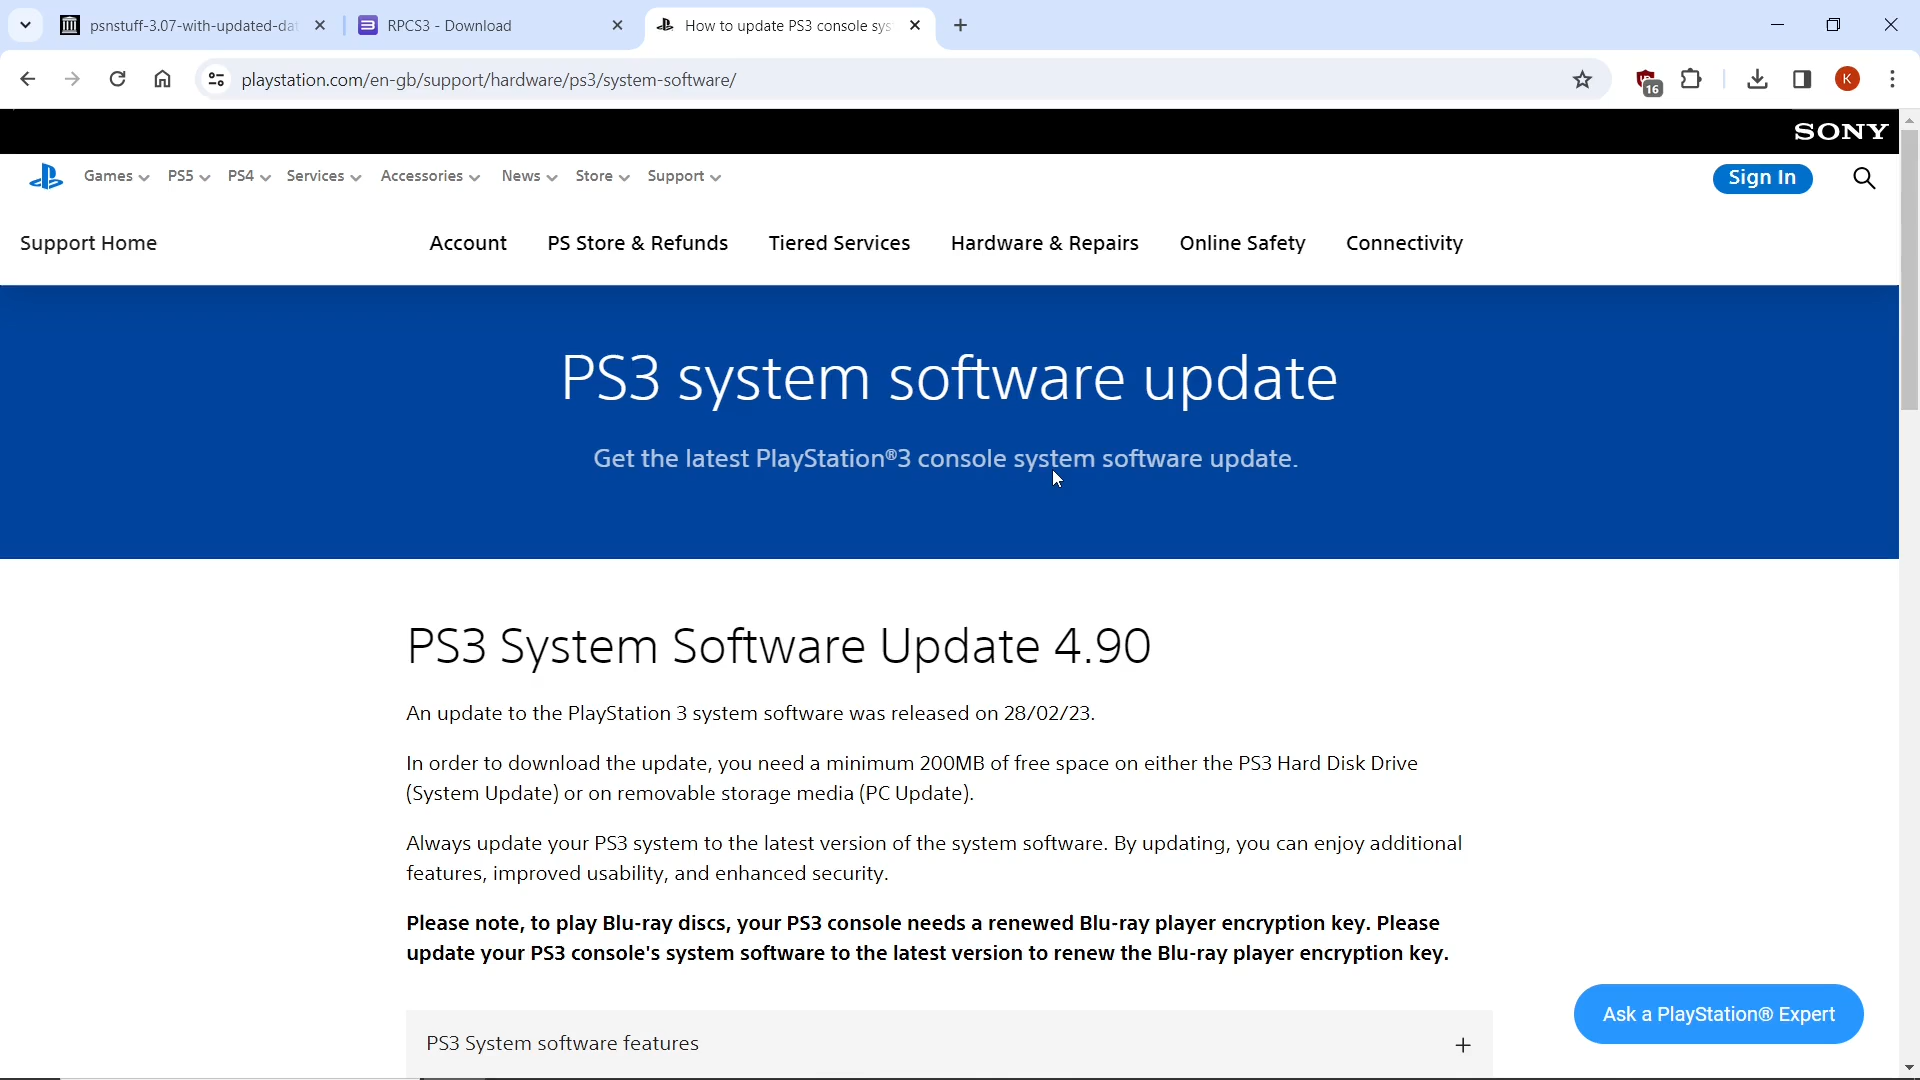 psnstuff-3.07-with-updated-dat
RPCS3 - Download
How to update PS3 console sys
playstation.com/en-gb/support/hardware/ps3/system-software/
16
K
SONY
Games
PS5
PS4
Services
Accessories
News
Store
Support
Sign In
Support Home
Account
PS Store & Refunds
Tiered Services
Hardware & Repairs
Online Safety
Connectivity
PS3 system software update
Get the latest PlayStation®3 console system software update.
PS3 System Software Update 4.90
An update to the PlayStation 3 system software was released on 28/02/23.
In order to download the update, you need a minimum 200MB of free space on either the PS3 Hard Disk Drive
(System Update) or on removable storage media (PC Update).
Always update your PS3 system to the latest version of the system software. By updating, you can enjoy additional
features, improved usability, and enhanced security.
Please note, to play Blu-ray discs, your PS3 console needs a renewed Blu-ray player encryption key. Please
update your PS3 console's system software to the latest version to renew the Blu-ray player encryption key.
Ask a PlayStation® Expert
PS3 System software features